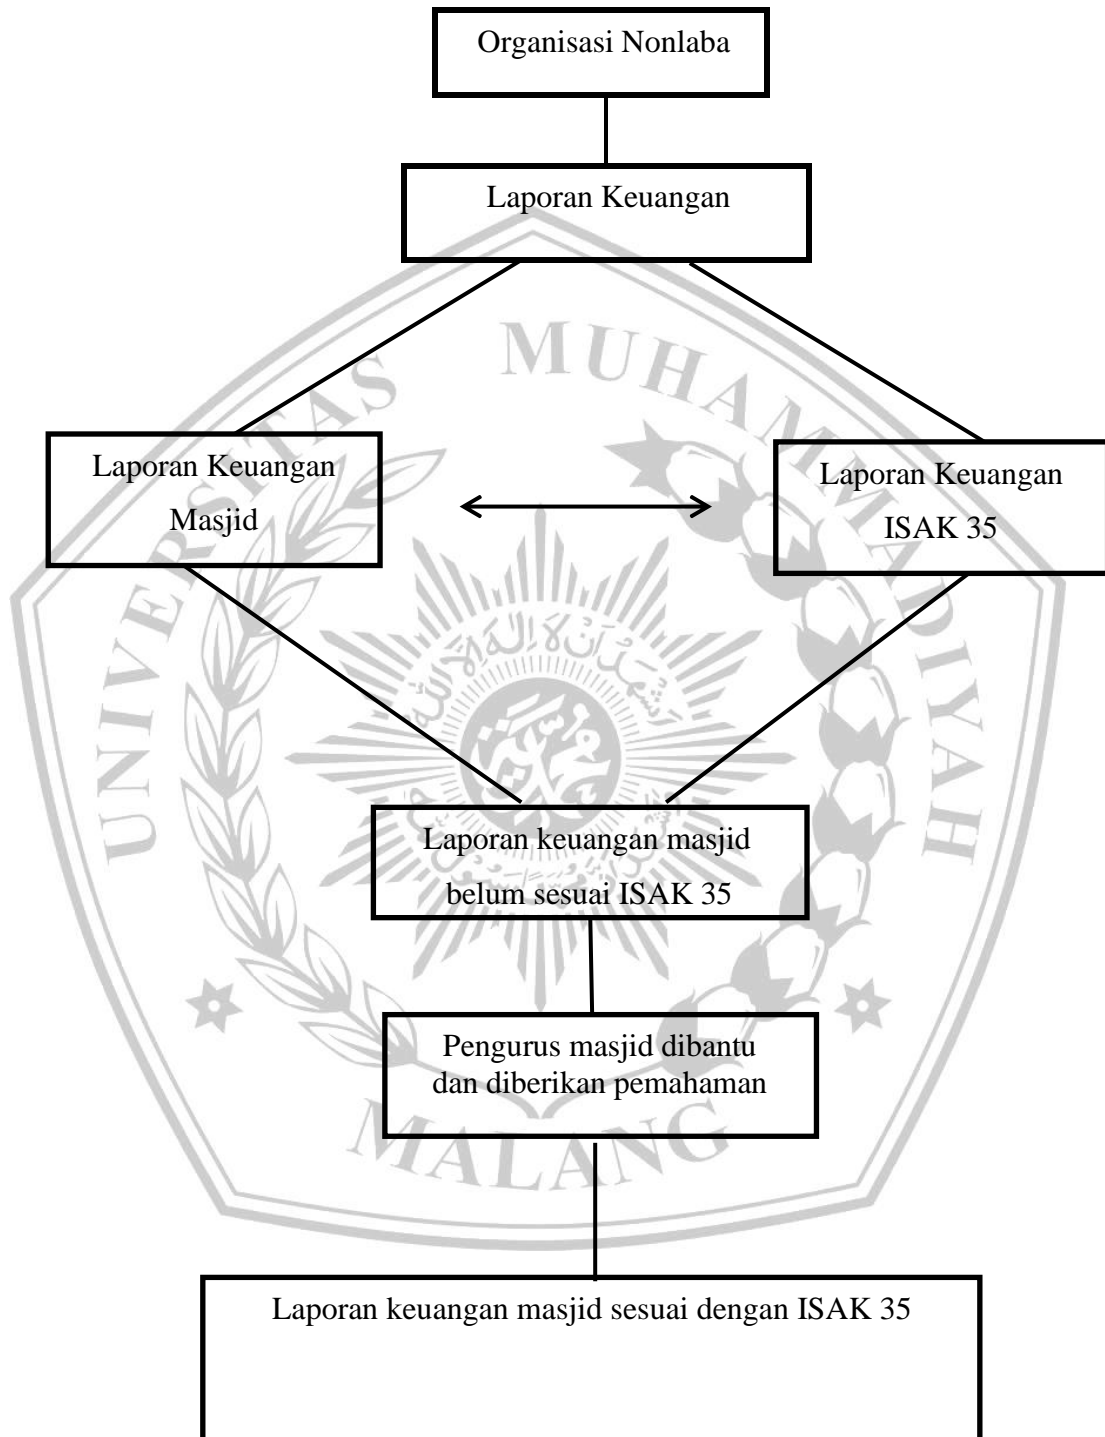 Organisasi Nonlaba
Laporan Keuangan
Laporan Keuangan
Masjid
Laporan Keuangan
ISAK 35
Laporan keuangan masjid
belum sesuai ISAK 35
Pengurus masjid dibantu
dan diberikan pemahaman
Laporan keuangan masjid sesuai dengan ISAK 35
UNIVERSITAS MUHAMMADIYAH
MALANG